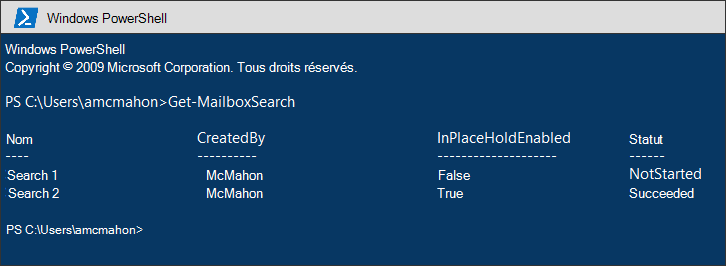 Windows PowerShell
Windows PowerShell
Copyright © 2009 Microsoft Corporation. Tous droits réservés.
PS C:\Users\amcmahon>Get-MailboxSearch
Nom CreatedBy InPlaceHoldEnabled Statut
---- ---------- -------------------- ------
Search 1 McMahon False NotStarted
Search 2 McMahon True Succeeded
PS C:\Users\amcmahon>